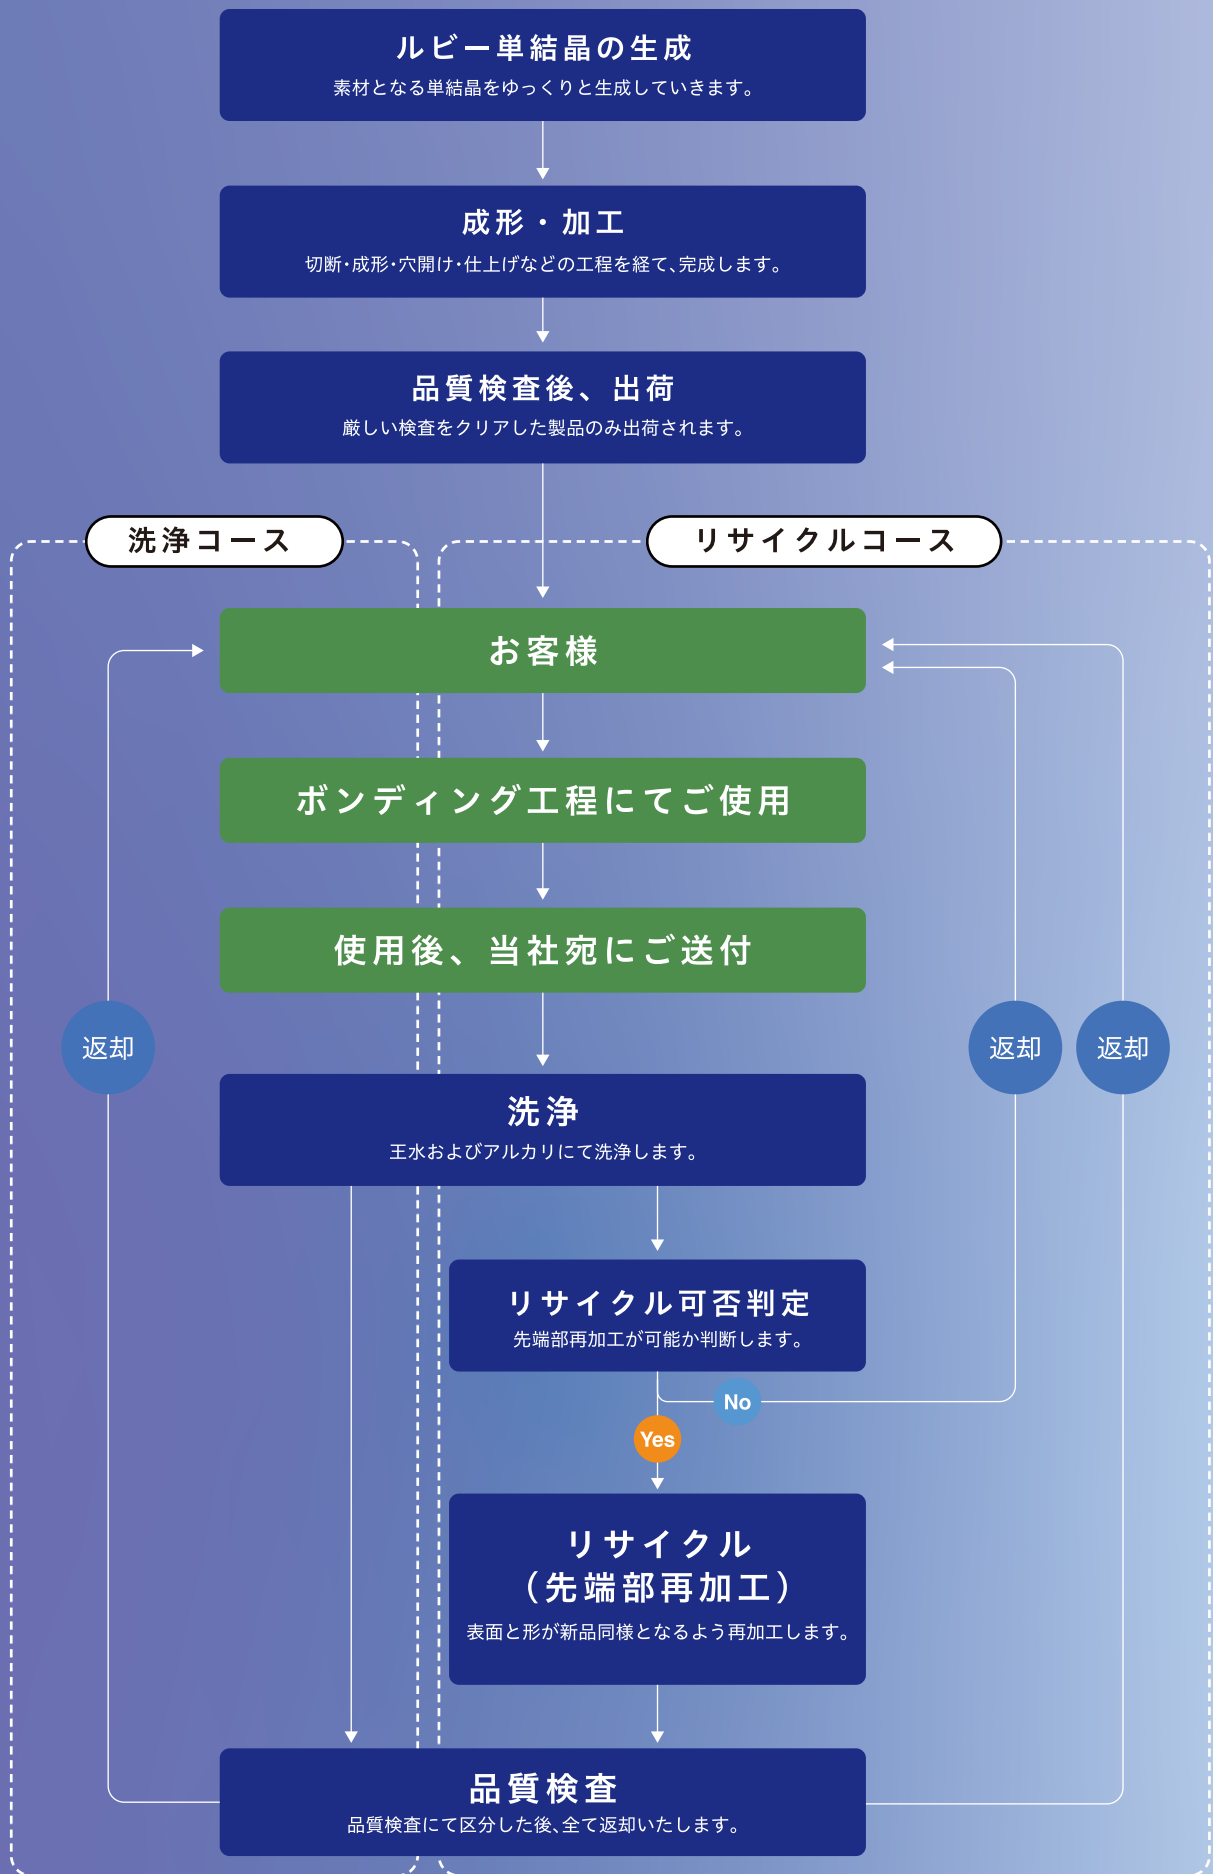 ルビー単結晶の生成
素材となる単結晶をゆっくりと生成していきます。
成形・加工
切断・成形・穴開け・仕上げなどの工程を経て、完成します。
品質検査後、出荷
厳しい検査をクリアした製品のみ出荷されます。
洗浄コース
リサイクルコース
お客様
ボンディング工程にてご使用
使用後、当社宛にご送付
返却
返却
返却
洗浄
王水およびアルカリにて洗浄します。
リサイクル可否判定
先端部再加工が可能か判断します。
No
Yes
リサイクル
（先端部再加工）
表面と形が新品同様となるよう再加工します。
品質検査
品質検査にて区分した後、全て返却いたします。